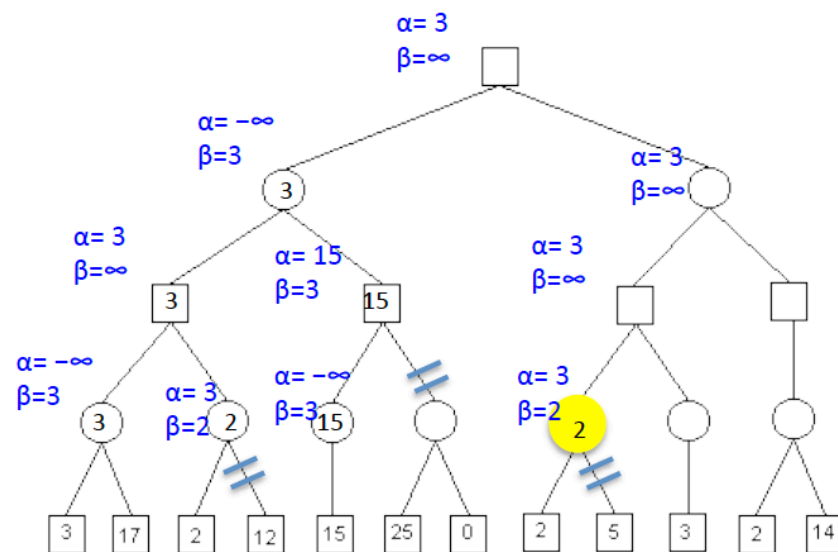 α= 3
β=∞
α= −∞
β=3
3
α= 3
β=∞
α= 3
β=∞
3
α= 15
β=3
15
α= 3
β=∞
α= −∞
β=3
3
α= 3
β=2
2
α= −∞
β=3
15
α= 3
β=2
2
3 17 2 12 15 25 0 2 5 3 2 14